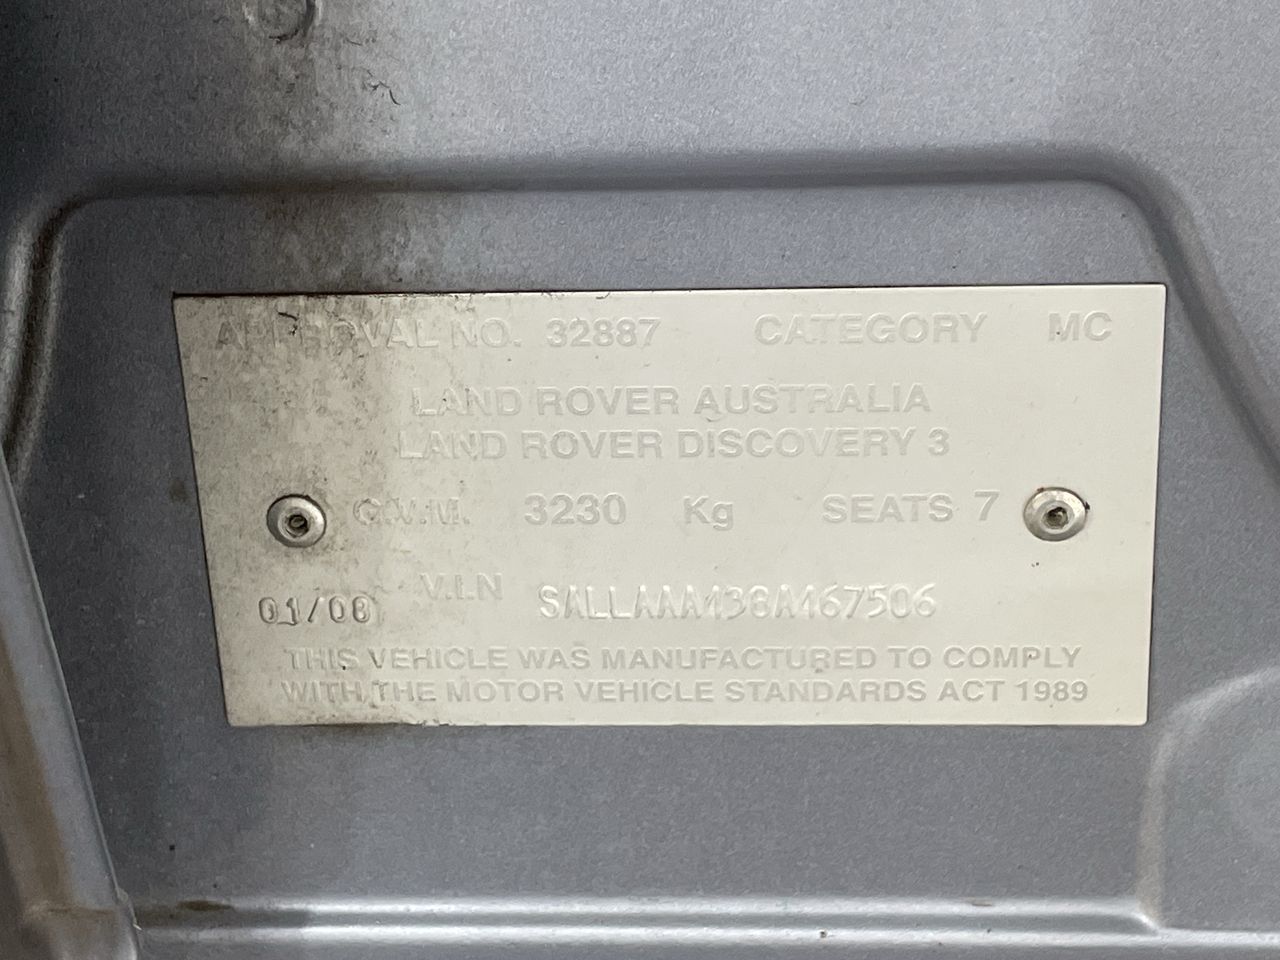 APPROVAL NO. 32887 CATEGORY MC
LAND ROVER AUSTRALIA
LAND ROVER DISCOVERY 3
G.V.M. 3230 Kg SEATS 7
01/08 V.I.N SALLAAA138A467506
THIS VEHICLE WAS MANUFACTURED TO COMPLY
WITH THE MOTOR VEHICLE STANDARDS ACT 1989